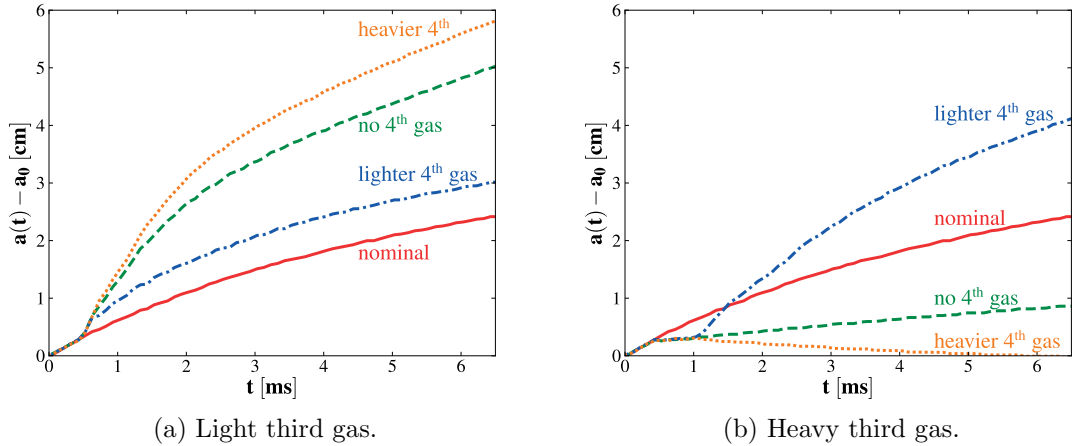 6
5
4
3
2
1
0
a(t) − a₀ [cm]
heavier 4ᵗʰ
no 4ᵗʰ gas
lighter 4ᵗʰ gas
nominal
0 1 2 3 4 5 6
t [ms]
(a) Light third gas.
6
5
4
3
2
1
0
a(t) − a₀ [cm]
lighter 4ᵗʰ gas
nominal
no 4ᵗʰ gas
heavier 4ᵗʰ gas
0 1 2 3 4 5 6
t [ms]
(b) Heavy third gas.